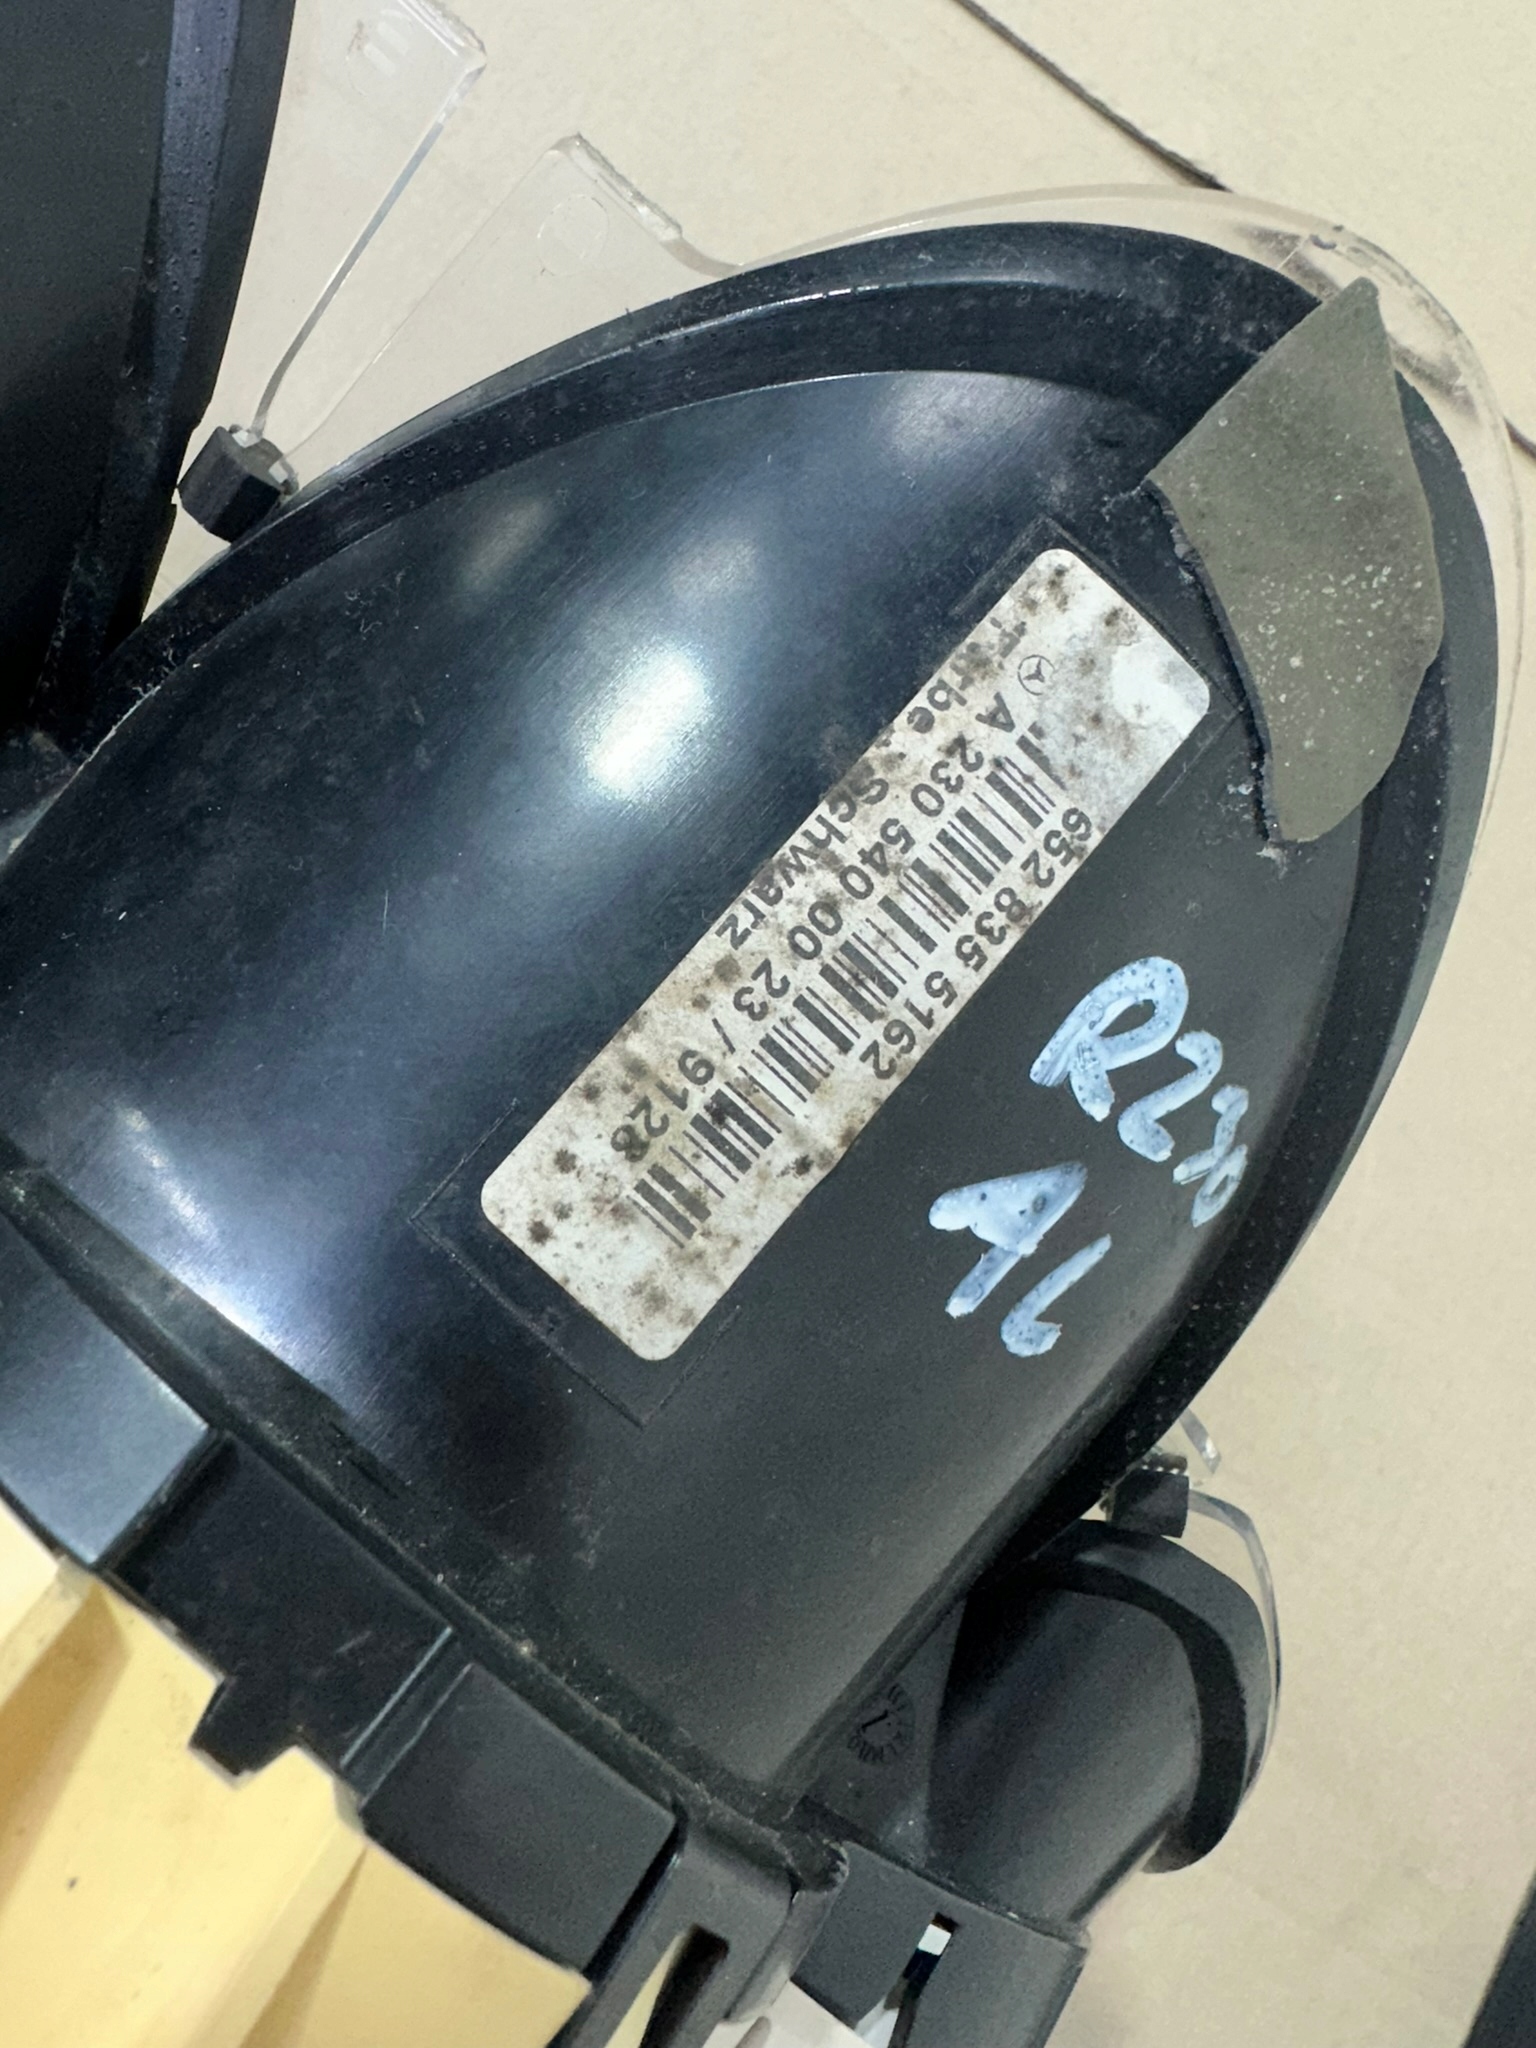 652 835 5162
A 230 540 00 23 / 9128
Farbe: Schwarz
R230
AL